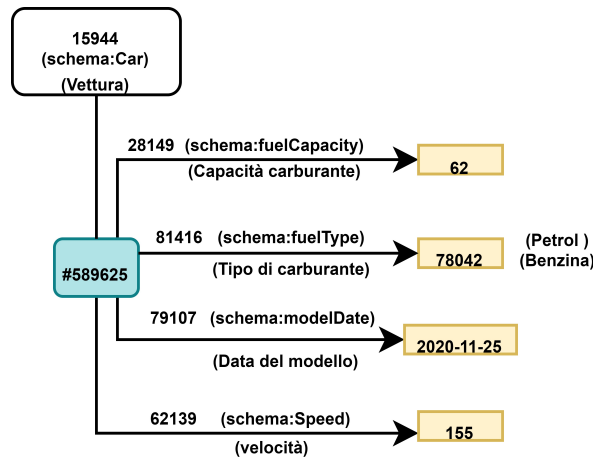 15944
(schema:Car)
(Vettura)
28149 (schema:fuelCapacity)
(Capacità carburante)
62
81416 (schema:fuelType)
(Tipo di carburante)
78042
(Petrol )
(Benzina)
#589625
79107 (schema:modelDate)
(Data del modello)
2020-11-25
62139 (schema:Speed)
(velocità)
155